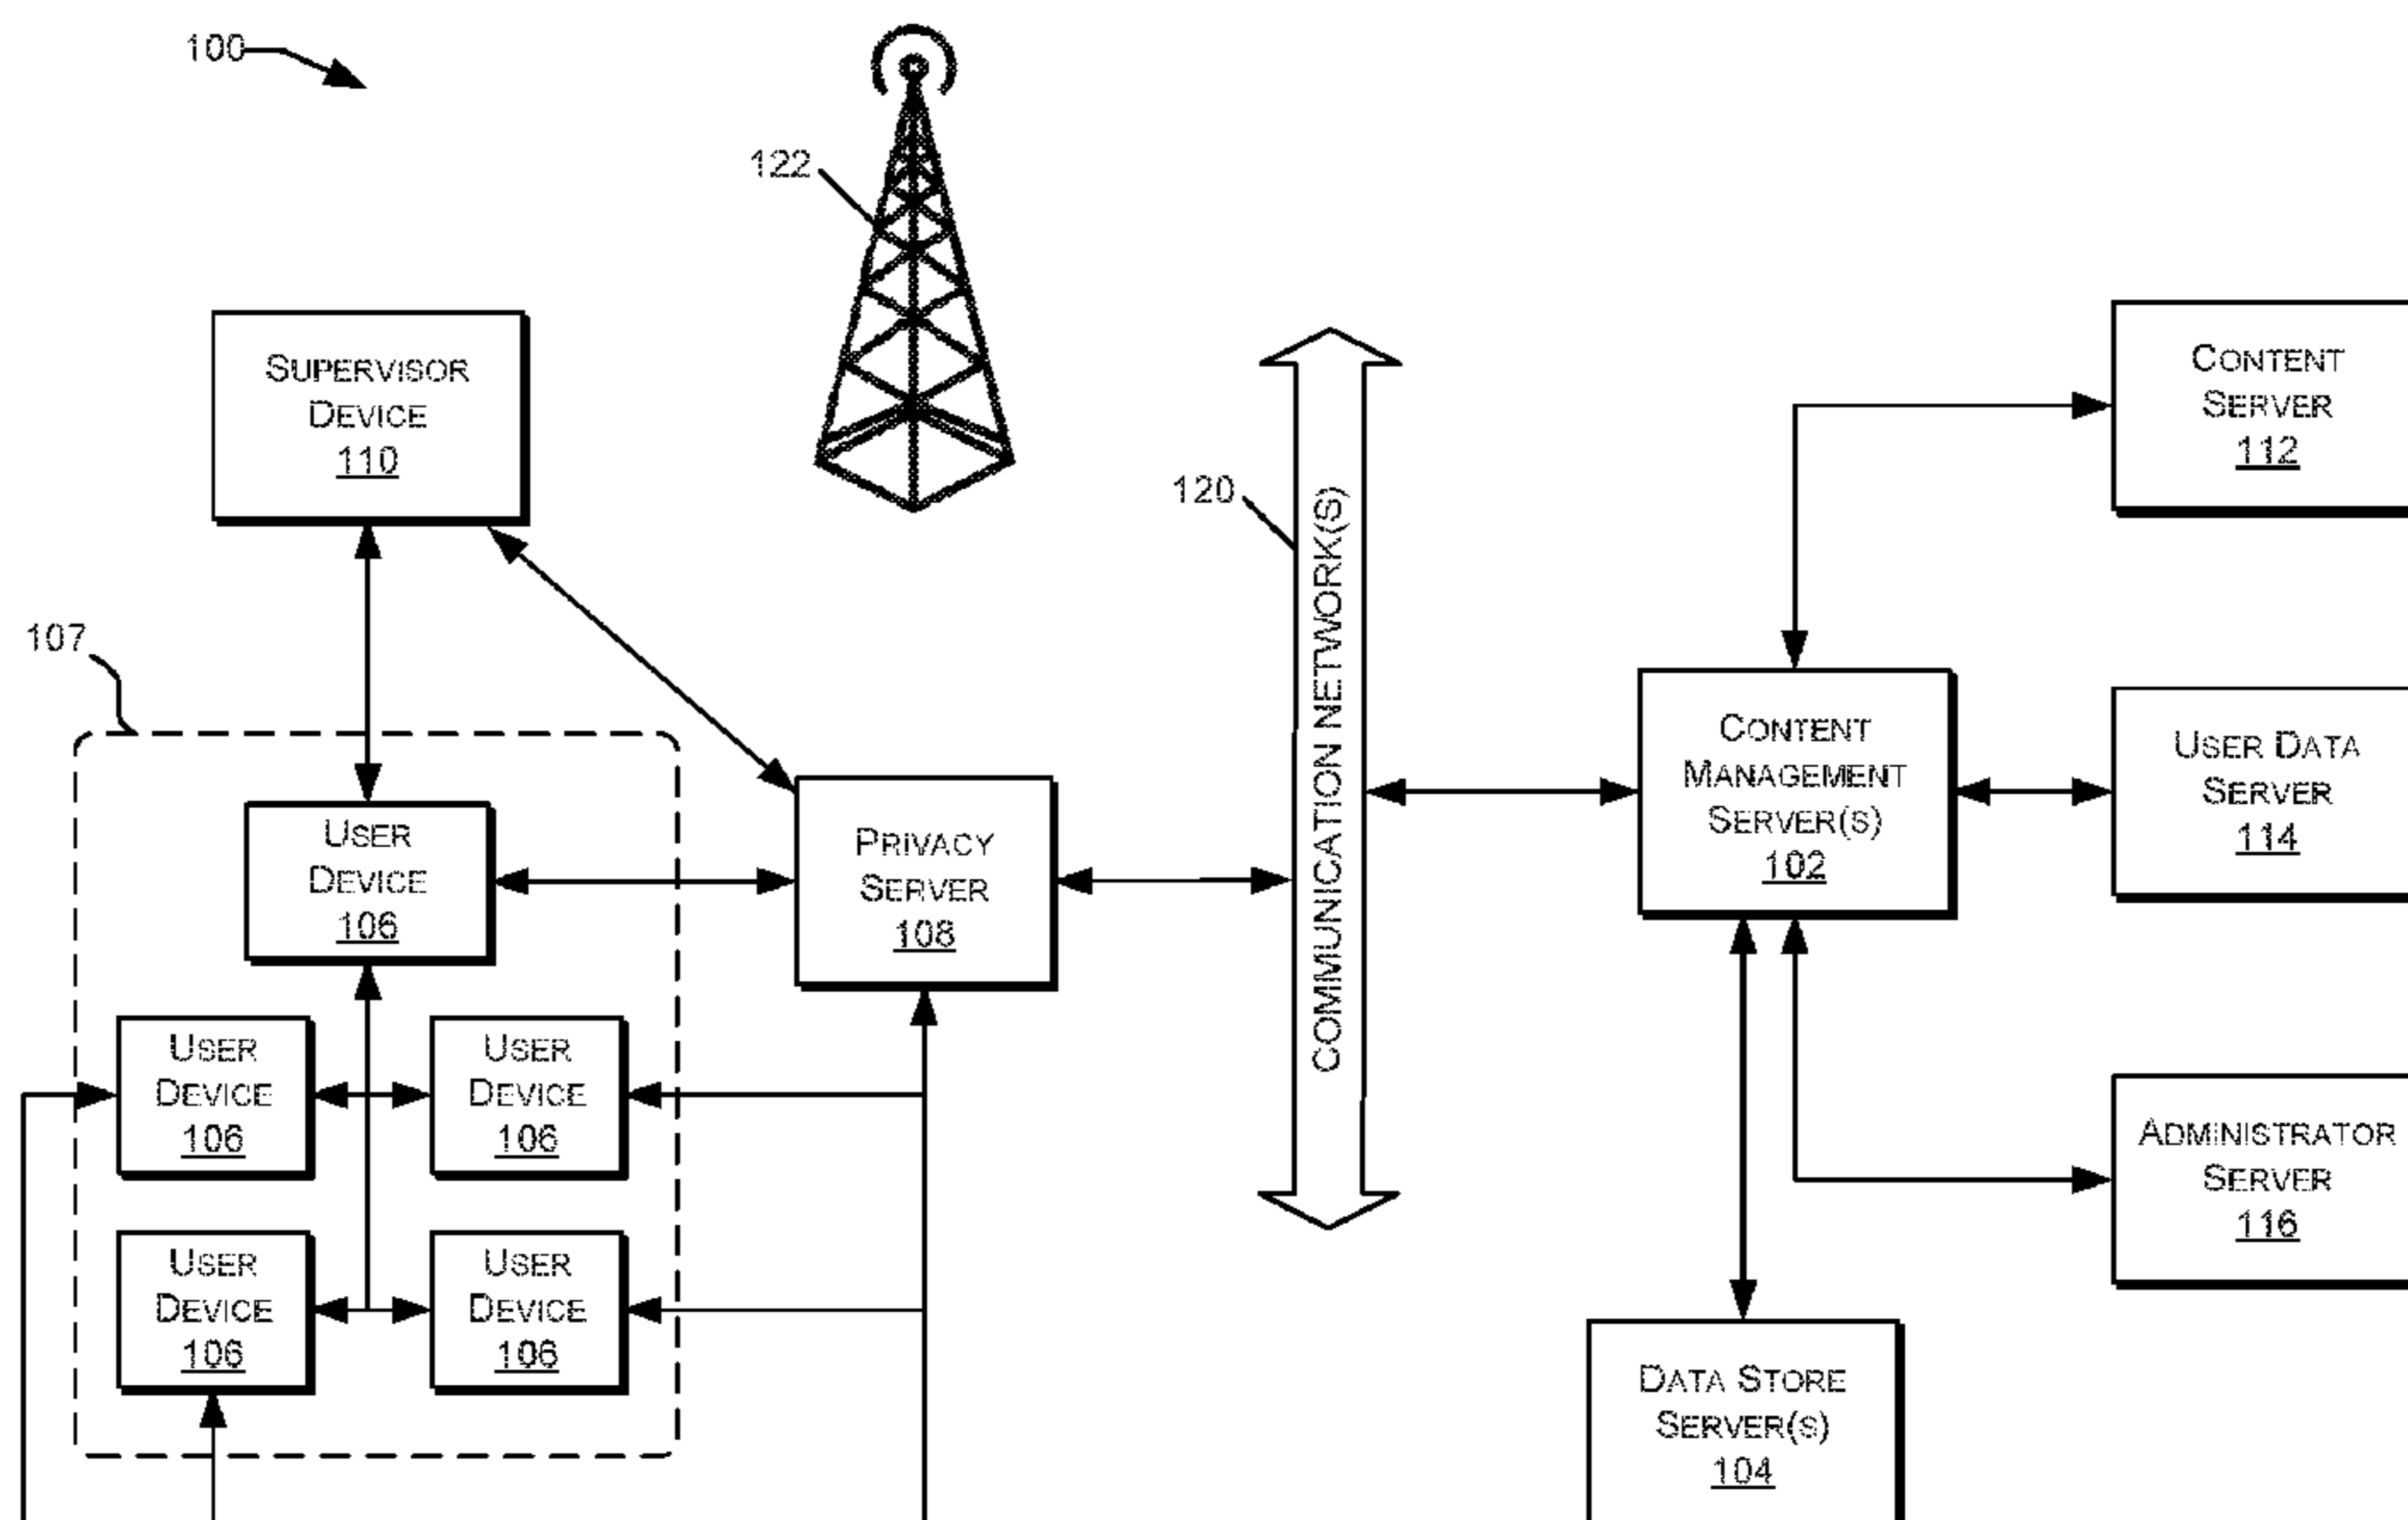 100
122
SUPERVISOR
DEVICE
110
120
COMMUNICATION NETWORK(S)
CONTENT
SERVER
112
107
USER
DEVICE
106
PRIVACY
SERVER
108
CONTENT
MANAGEMENT
SERVER(S)
102
USER DATA
SERVER
114
USER
DEVICE
106
USER
DEVICE
106
ADMINISTRATOR
SERVER
116
USER
DEVICE
106
USER
DEVICE
106
DATA STORE
SERVER(S)
104